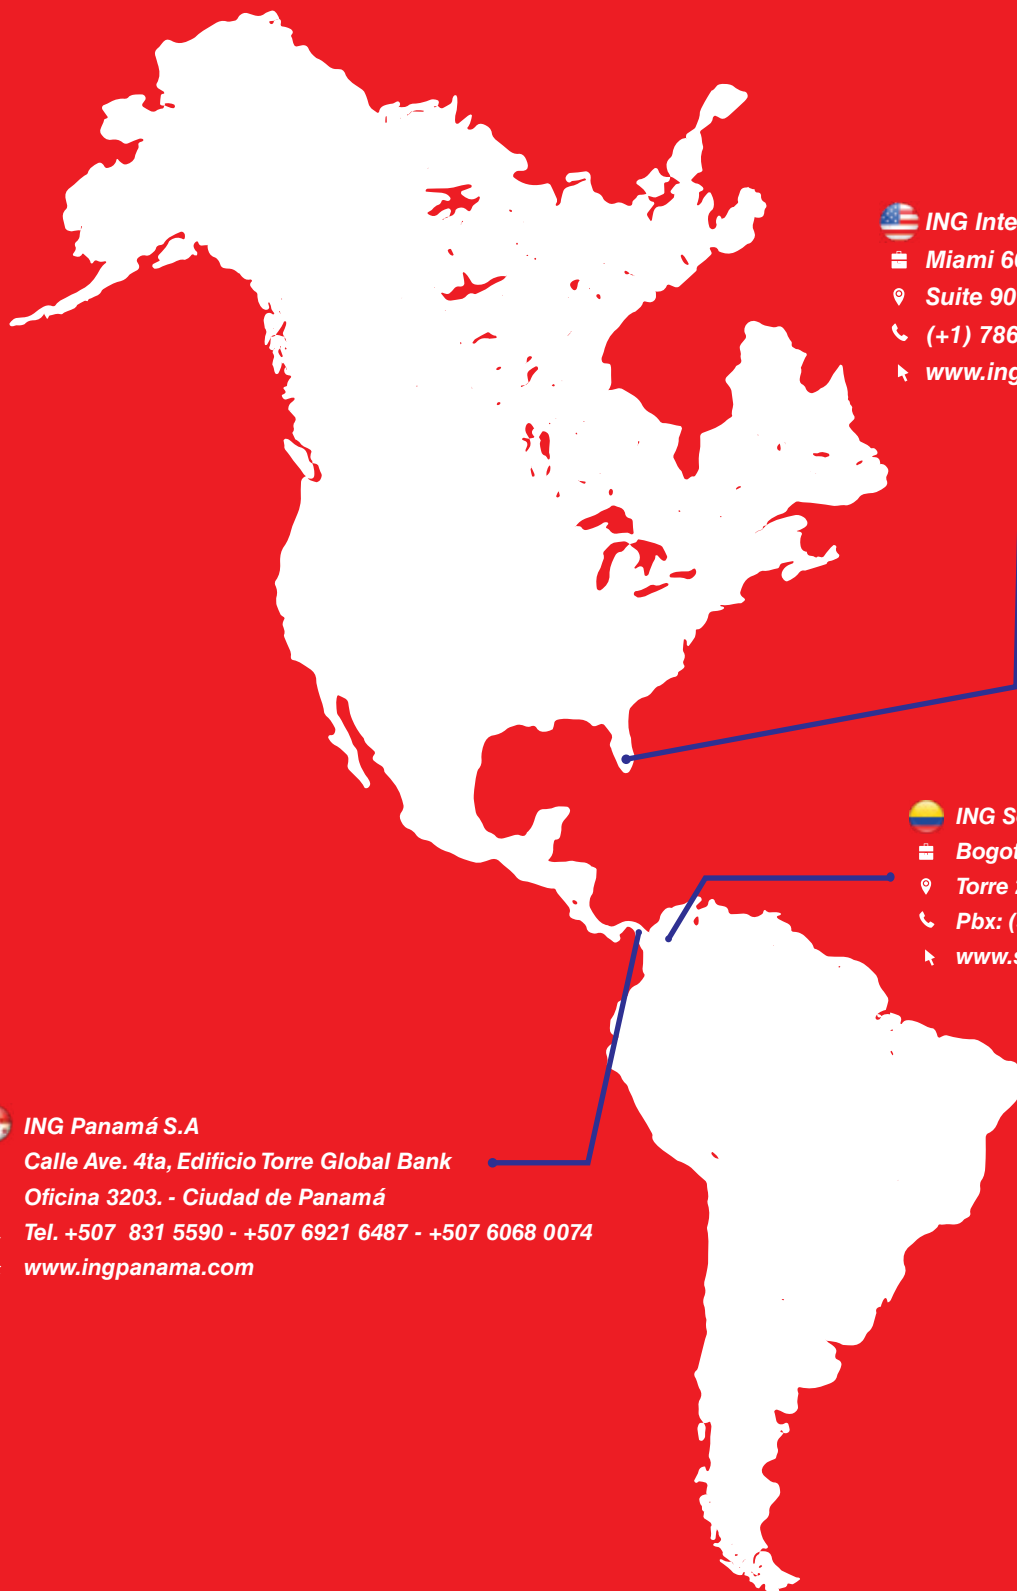 ING Inte
Miami 60
Suite 90
(+1) 786
www.ing
ING S
Bogot
Torre
Pbx: (
www.s
ING Panamá S.A
Calle Ave. 4ta, Edificio Torre Global Bank
Oficina 3203. - Ciudad de Panamá
Tel. +507 831 5590 - +507 6921 6487 - +507 6068 0074
www.ingpanama.com